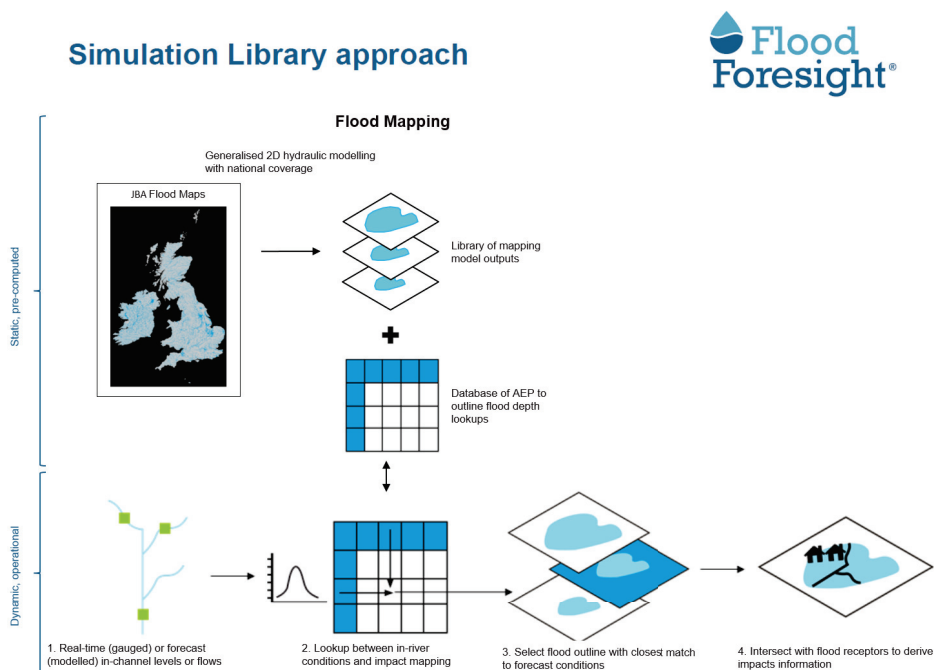 Simulation Library approach
Flood
Foresight®
Flood Mapping
Generalised 2D hydraulic modelling
with national coverage
JBA Flood Maps
Library of mapping
model outputs
Static, pre-computed
Database of AEP to
outline flood depth
lookups
Dynamic, operational
1. Real-time (gauged) or forecast
(modelled) in-channel levels or flows
2. Lookup between in-river
conditions and impact mapping
3. Select flood outline with closest match
to forecast conditions
4. Intersect with flood receptors to derive
impacts information